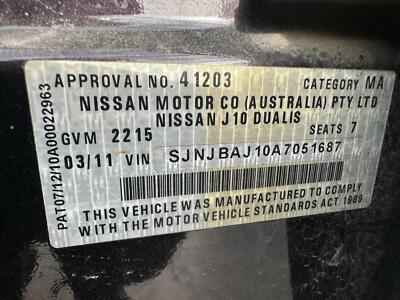 APPROVAL NO. 41203 CATEGORY MA
NISSAN MOTOR CO (AUSTRALIA) PTY LTD
NISSAN J10 DUALIS
GVM 2215 SEATS 7
03/11 VIN SJNJBAJ10A7051687
THIS VEHICLE WAS MANUFACTURED TO COMPLY
WITH THE MOTOR VEHICLE STANDARDS ACT 1989
PAT07/12/10A00022963